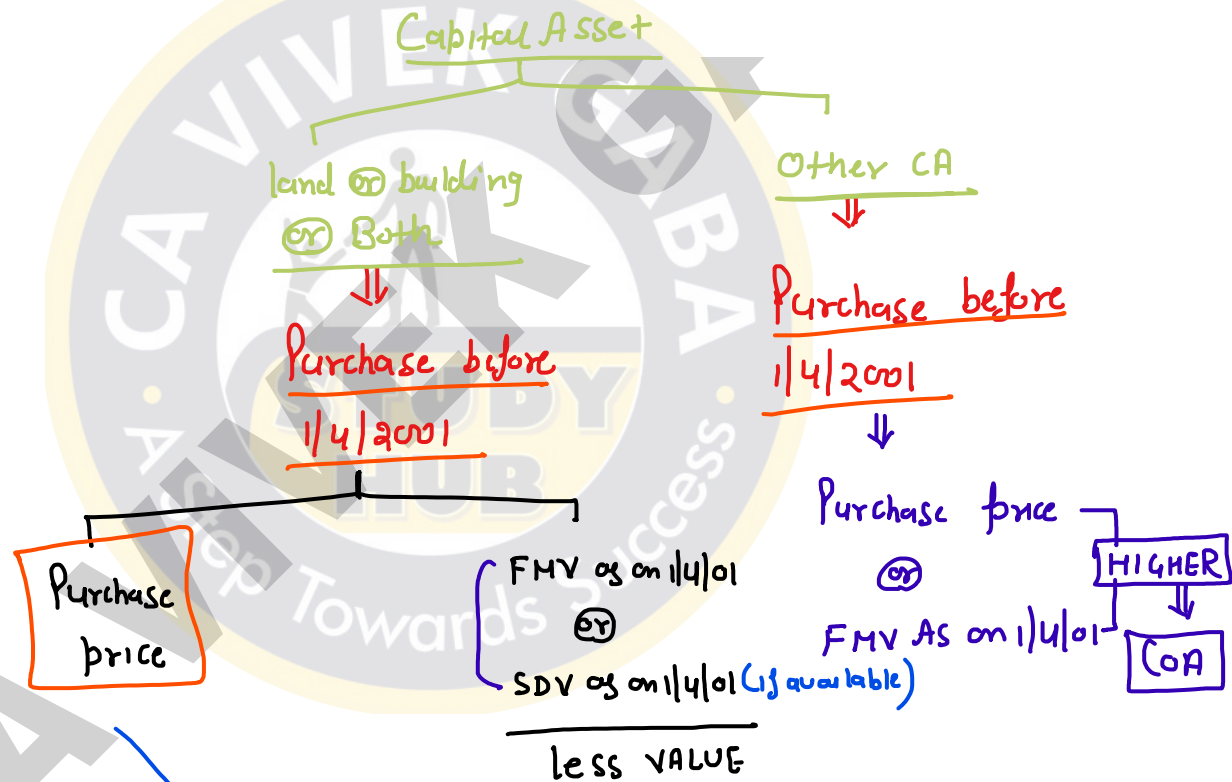 Capital Asset
land or building
or Both
Other CA
Purchase before
1/4/2001
Purchase before
1/4/2001
Purchase
price
FMV as on 1/4/01
or
SDV as on 1/4/01 (if available)
less VALUE
Purchase price
or
FMV AS on 1/4/01
HIGHER
COA
CA VIVEK GABA
STUDY
HUB
A Step Towards Success